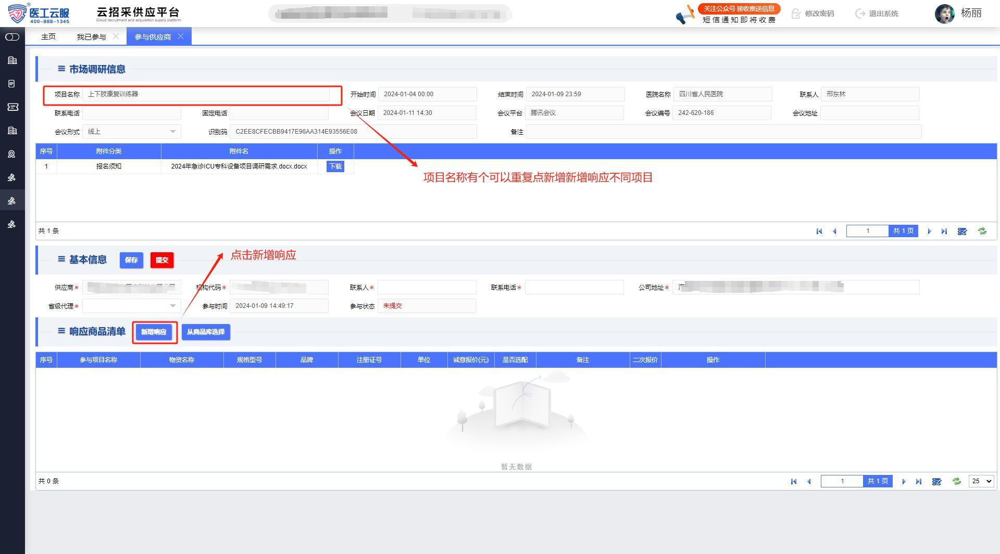 医工云服
400-888-1345
云招采供应平台
Cloud recruitment and acquisition supply platform
关注公众号 接收推送信息
短信通知即将收费
修改密码
退出系统
杨丽
主页
我已参与
参与供应商
市场调研信息
项目名称 上下肢康复训练器
开始时间 2024-01-04 00:00
结束时间 2024-01-09 23:59
医院名称 四川省人民医院
联系人 邢东林
联系电话
固定电话
会议日期 2024-01-11 14:30
会议平台 腾讯会议
会议编号 242-620-186
会议地址
会议形式 线上
识别码 C2EE8CFECBB9417E96AA314E93556E08
备注
序号 附件分类 附件名 操作
1 报名须知 2024年急诊ICU专科设备项目调研需求.docx.docx 下载
项目名称有个可以重复点新增新增响应不同项目
共 1 条
1 共 1 页
基本信息 保存 提交
点击新增响应
供应商*
机构代码*
联系人*
联系电话*
公司地址*
省级代理*
参与时间 2024-01-09 14:49:17
参与状态 未提交
响应商品清单 新增响应 从商品库选择
序号 参与项目名称 物资名称 规格型号 品牌 注册证号 单位 诚意报价(元) 是否选配 备注 二次报价 操作
暂无数据
共 0 条
1 共 1 页 25